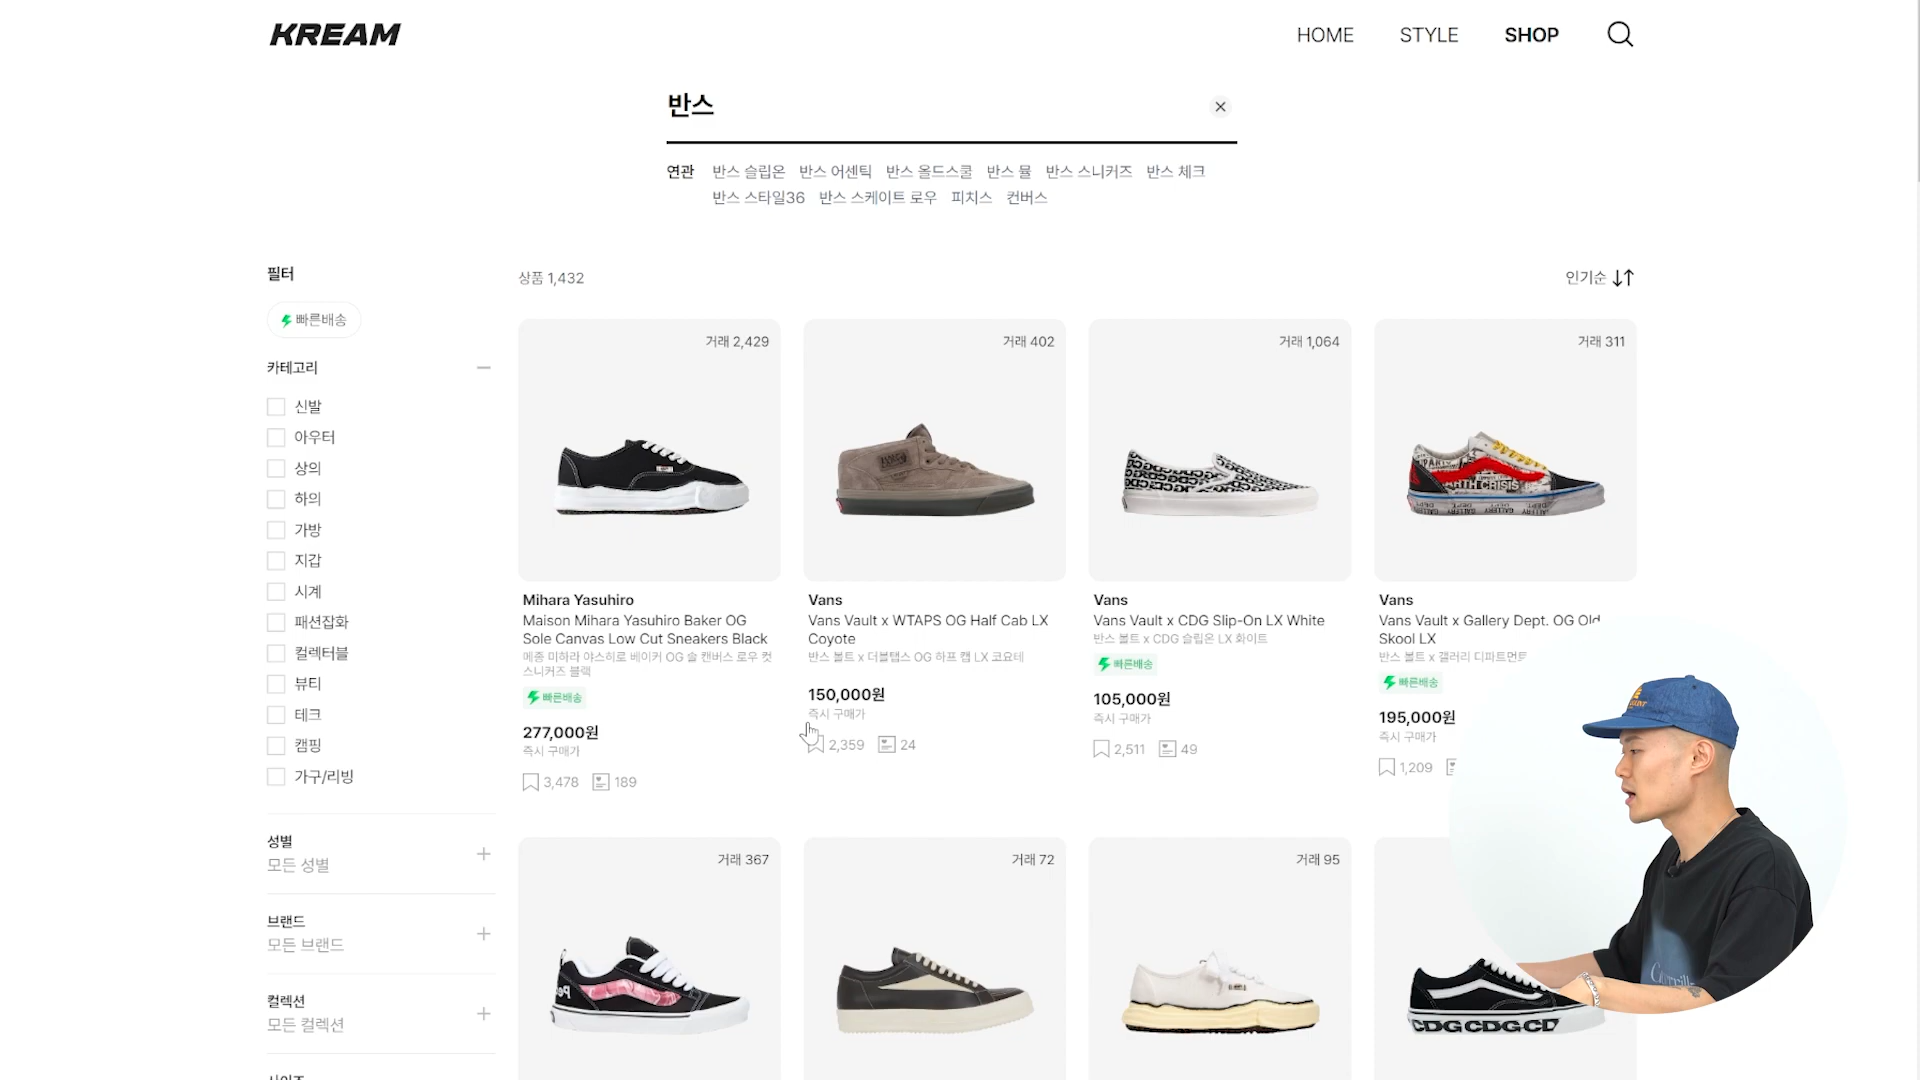 KREAM
HOME
STYLE
SHOP
반스
연관
반스 슬립온
반스 어센틱
반스 올드스쿨
반스 뮬
반스 스니커즈
반스 체크
반스 스타일36
반스 스케이트 로우
피치스
컨버스
필터
상품 1,432
인기순
빠른배송
카테고리
신발
아우터
상의
하의
가방
지갑
시계
패션잡화
컬렉터블
뷰티
테크
캠핑
가구/리빙
성별
모든 성별
브랜드
모든 브랜드
컬렉션
모든 컬렉션
거래 2,429
Mihara Yasuhiro
Maison Mihara Yasuhiro Baker OG
Sole Canvas Low Cut Sneakers Black
메종 미하라 야스히로 베이커 OG 솔 캔버스 로우 컷
스니커즈 블랙
빠른배송
277,000원
즉시 구매가
3,478
189
거래 402
Vans
Vans Vault x WTAPS OG Half Cab LX
Coyote
반스 볼트 x 더블탭스 OG 하프 캡 LX 코요테
150,000원
즉시 구매가
2,359
24
거래 1,064
Vans
Vans Vault x CDG Slip-On LX White
반스 볼트 x CDG 슬립온 LX 화이트
빠른배송
105,000원
즉시 구매가
2,511
49
거래 311
Vans
Vans Vault x Gallery Dept. OG Old
Skool LX
반스 볼트 x 갤러리 디파트먼트
빠른배송
195,000원
즉시 구매가
1,209
거래 367
거래 72
거래 95
CDGCDGCD